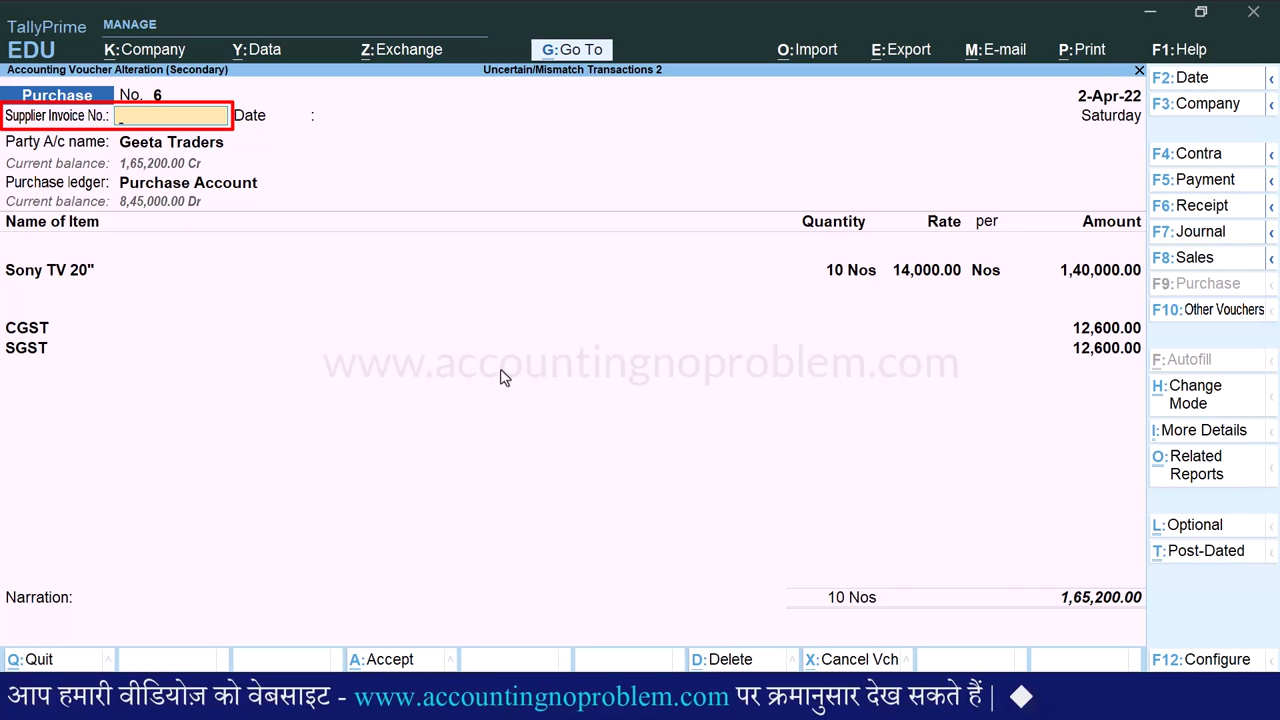 TallyPrime MANAGE
EDU K:Company Y:Data Z:Exchange G:Go To O:Import E:Export M:E-mail P:Print F1:Help
Accounting Voucher Alteration (Secondary) Uncertain/Mismatch Transactions 2
F2:Date
Purchase No. 6 2-Apr-22
F3:Company
Supplier Invoice No.: Date : Saturday
Party A/c name: Geeta Traders
F4:Contra
Current balance: 1,65,200.00 Cr
F5:Payment
Purchase ledger: Purchase Account
Current balance: 8,45,000.00 Dr
F6:Receipt
Name of Item Quantity Rate per Amount
F7:Journal
F8:Sales
Sony TV 20" 10 Nos 14,000.00 Nos 1,40,000.00
F9:Purchase
F10:Other Vouchers
CGST 12,600.00
SGST 12,600.00
www.accountingnoproblem.com
F:Autofill
H:Change
Mode
I:More Details
O:Related
Reports
L:Optional
T:Post-Dated
Narration: 10 Nos 1,65,200.00
Q:Quit A:Accept D:Delete X:Cancel Vch F12:Configure
आप हमारी वीडियोज़ को वेबसाइट - www.accountingnoproblem.com पर क्रमानुसार देख सकते हैं |